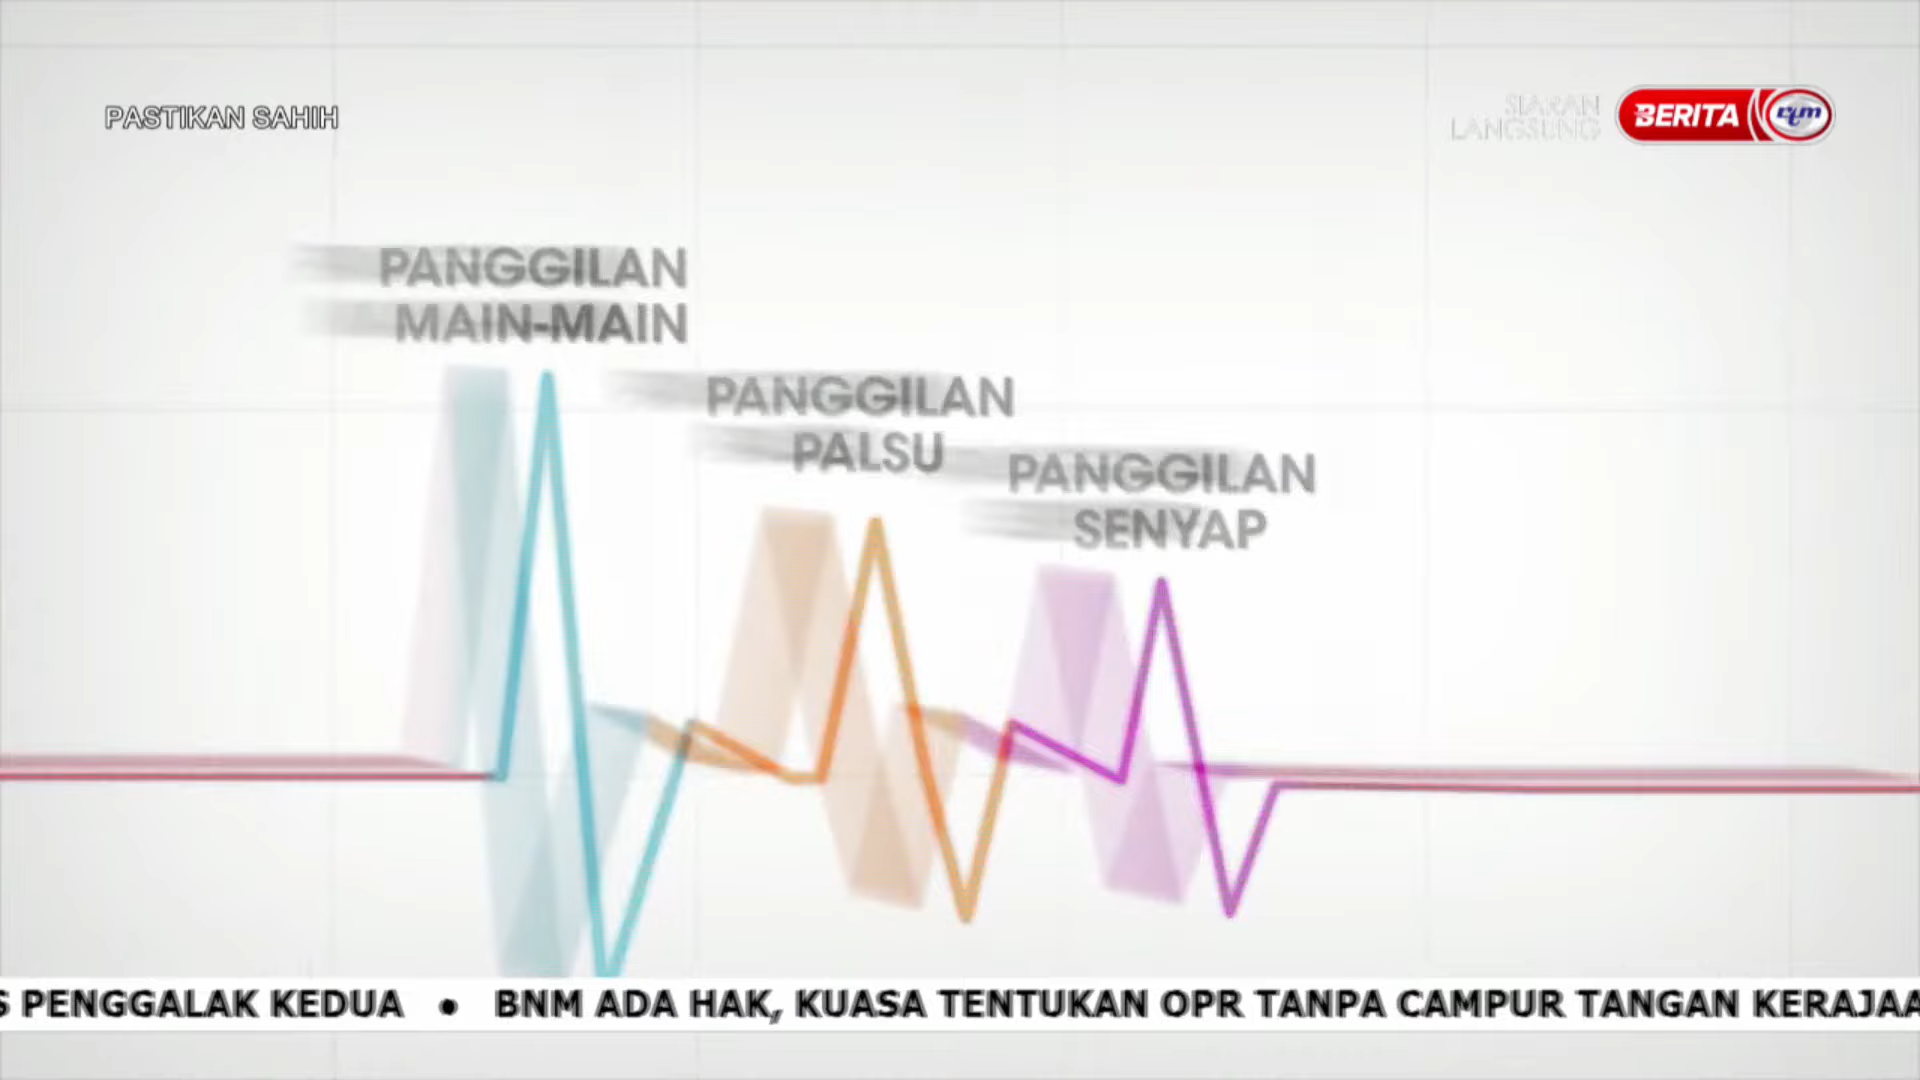 PASTIKAN SAHIH
SIARAN
LANGSUNG
BERITA rtm
PANGGILAN
MAIN-MAIN
PANGGILAN
PALSU
PANGGILAN
SENYAP
S PENGGALAK KEDUA • BNM ADA HAK, KUASA TENTUKAN OPR TANPA CAMPUR TANGAN KERAJAA